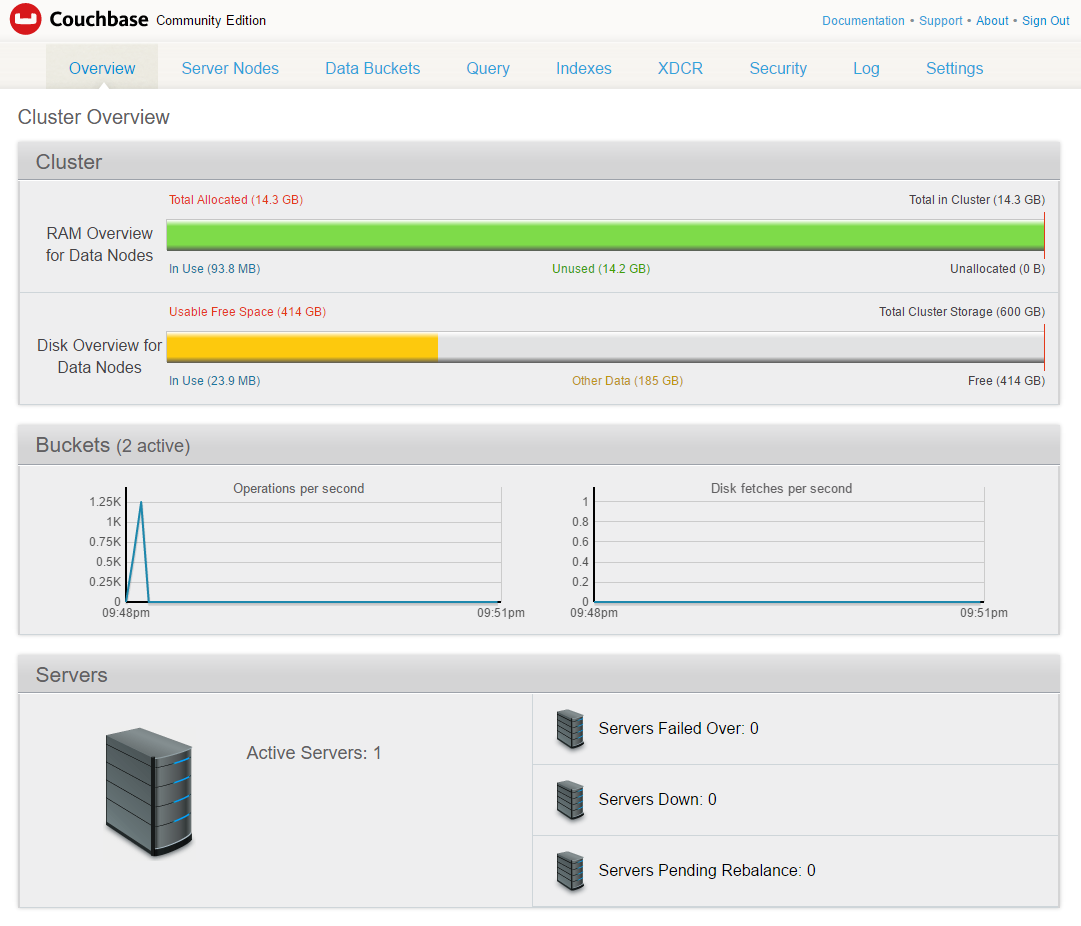 Couchbase Community Edition
Documentation • Support • About • Sign Out
Overview Server Nodes Data Buckets Query Indexes XDCR Security Log Settings
Cluster Overview
Cluster
Total Allocated (14.3 GB) Total in Cluster (14.3 GB)
RAM Overview
for Data Nodes
In Use (93.8 MB) Unused (14.2 GB) Unallocated (0 B)
Usable Free Space (414 GB) Total Cluster Storage (600 GB)
Disk Overview for
Data Nodes
In Use (23.9 MB) Other Data (185 GB) Free (414 GB)
Buckets (2 active)
Operations per second
1.25K
1K
0.75K
0.5K
0.25K
0
09:48pm 09:51pm
Disk fetches per second
1
0.8
0.6
0.4
0.2
0
09:48pm 09:51pm
Servers
Active Servers: 1
Servers Failed Over: 0
Servers Down: 0
Servers Pending Rebalance: 0